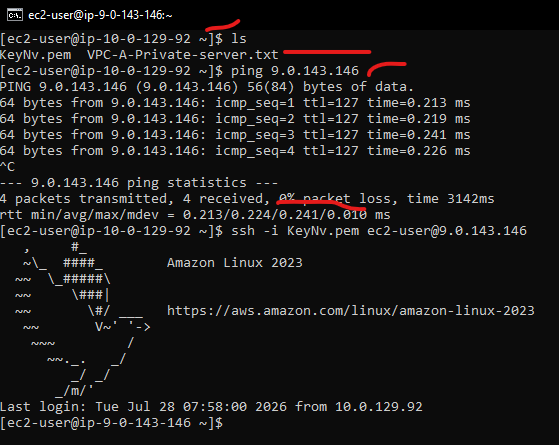 ec2-user@ip-9-0-143-146:~
[ec2-user@ip-10-0-129-92 ~]$ ls
KeyNv.pem  VPC-A-Private-server.txt
[ec2-user@ip-10-0-129-92 ~]$ ping 9.0.143.146
PING 9.0.143.146 (9.0.143.146) 56(84) bytes of data.
64 bytes from 9.0.143.146: icmp_seq=1 ttl=127 time=0.213 ms
64 bytes from 9.0.143.146: icmp_seq=2 ttl=127 time=0.219 ms
64 bytes from 9.0.143.146: icmp_seq=3 ttl=127 time=0.241 ms
64 bytes from 9.0.143.146: icmp_seq=4 ttl=127 time=0.226 ms
^C
--- 9.0.143.146 ping statistics ---
4 packets transmitted, 4 received, 0% packet loss, time 3142ms
rtt min/avg/max/mdev = 0.213/0.224/0.241/0.010 ms
[ec2-user@ip-10-0-129-92 ~]$ ssh -i KeyNv.pem ec2-user@9.0.143.146
   ,     #_
   ~\_  ####_        Amazon Linux 2023
  ~~  \_#####\
  ~~     \###|
  ~~       \#/ ___   https://aws.amazon.com/linux/amazon-linux-2023
   ~~       V~' '->
    ~~~         /
      ~~._.   _/
         _/ _/
       _/m/'
Last login: Tue Jul 28 07:58:00 2026 from 10.0.129.92
[ec2-user@ip-9-0-143-146 ~]$